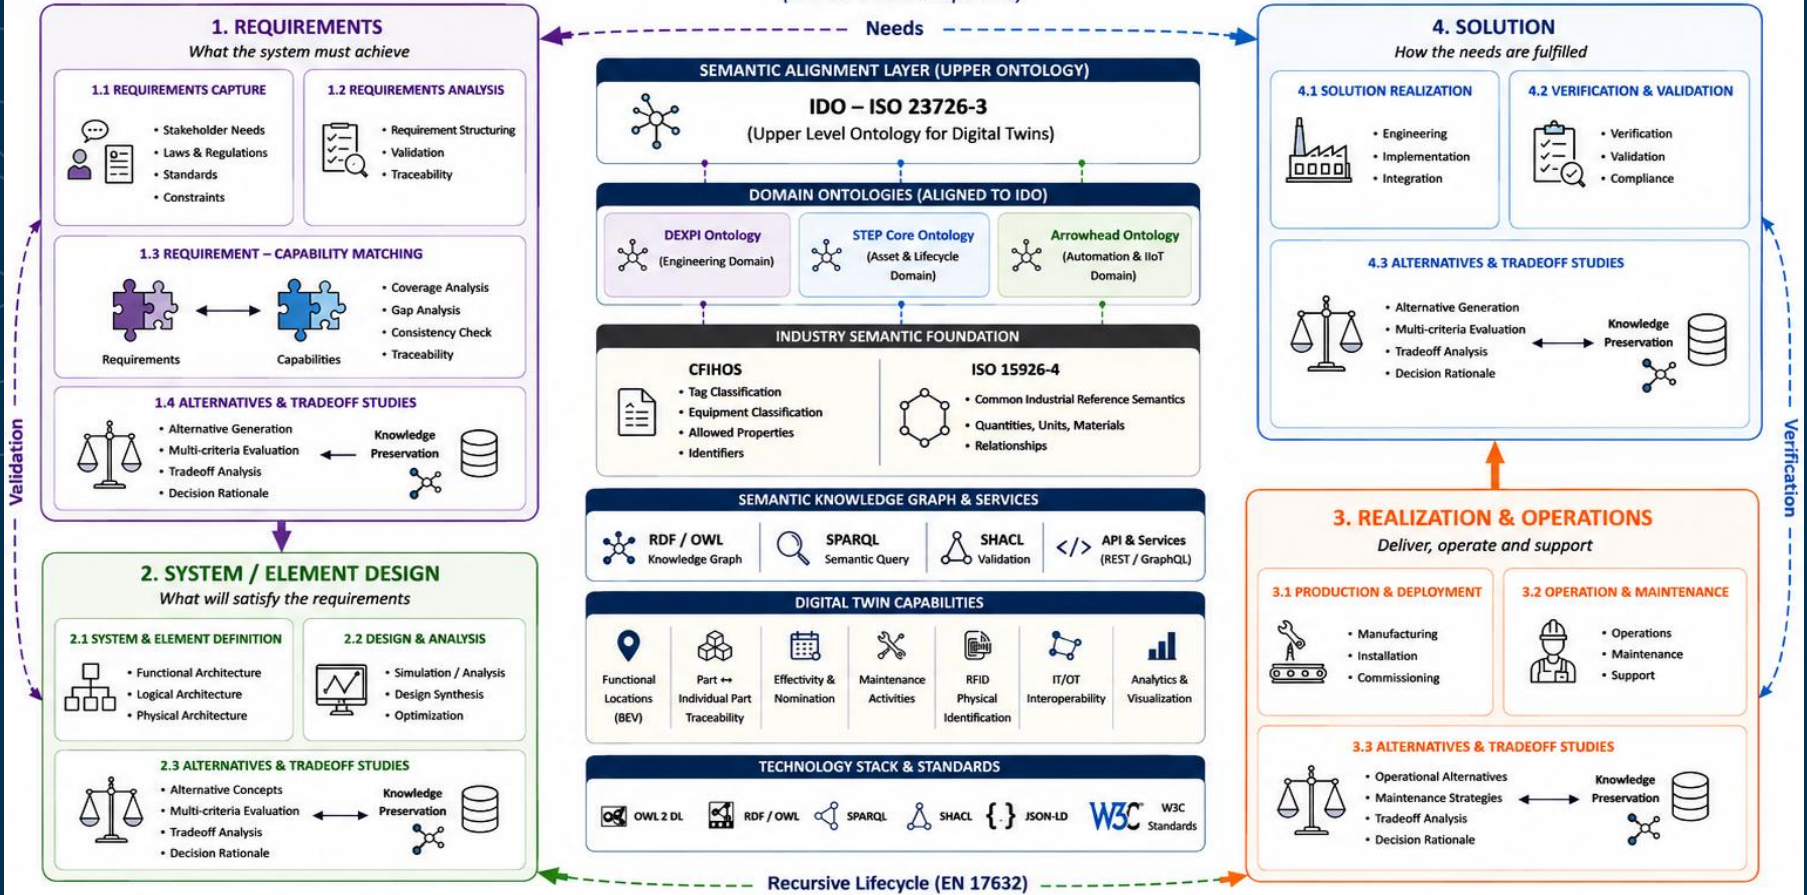 Needs
1. REQUIREMENTS
What the system must achieve
1.1 REQUIREMENTS CAPTURE
• Stakeholder Needs
• Laws & Regulations
• Standards
• Constraints
1.2 REQUIREMENTS ANALYSIS
• Requirement Structuring
• Validation
• Traceability
1.3 REQUIREMENT – CAPABILITY MATCHING
Requirements
Capabilities
• Coverage Analysis
• Gap Analysis
• Consistency Check
• Traceability
1.4 ALTERNATIVES & TRADEOFF STUDIES
• Alternative Generation
• Multi-criteria Evaluation
• Tradeoff Analysis
• Decision Rationale
Knowledge
Preservation
Validation
2. SYSTEM / ELEMENT DESIGN
What will satisfy the requirements
2.1 SYSTEM & ELEMENT DEFINITION
• Functional Architecture
• Logical Architecture
• Physical Architecture
2.2 DESIGN & ANALYSIS
• Simulation / Analysis
• Design Synthesis
• Optimization
2.3 ALTERNATIVES & TRADEOFF STUDIES
• Alternative Concepts
• Multi-criteria Evaluation
• Tradeoff Analysis
• Decision Rationale
Knowledge
Preservation
SEMANTIC ALIGNMENT LAYER (UPPER ONTOLOGY)
IDO – ISO 23726-3
(Upper Level Ontology for Digital Twins)
DOMAIN ONTOLOGIES (ALIGNED TO IDO)
DEXPI Ontology
(Engineering Domain)
STEP Core Ontology
(Asset & Lifecycle
Domain)
Arrowhead Ontology
(Automation & IIoT
Domain)
INDUSTRY SEMANTIC FOUNDATION
CFIHOS
• Tag Classification
• Equipment Classification
• Allowed Properties
• Identifiers
ISO 15926-4
• Common Industrial Reference Semantics
• Quantities, Units, Materials
• Relationships
SEMANTIC KNOWLEDGE GRAPH & SERVICES
RDF / OWL
Knowledge Graph
SPARQL
Semantic Query
SHACL
Validation
</>
API & Services
(REST / GraphQL)
DIGITAL TWIN CAPABILITIES
Functional
Locations
(BEV)
Part ↔
Individual Part
Traceability
Effectivity &
Nomination
Maintenance
Activities
RFID
Physical
Identification
IT/OT
Interoperability
Analytics &
Visualization
TECHNOLOGY STACK & STANDARDS
OWL 2 DL
RDF / OWL
SPARQL
SHACL
{ }
JSON-LD
W3C
W3C
Standards
Recursive Lifecycle (EN 17632)
4. SOLUTION
How the needs are fulfilled
4.1 SOLUTION REALIZATION
• Engineering
• Implementation
• Integration
4.2 VERIFICATION & VALIDATION
• Verification
• Validation
• Compliance
4.3 ALTERNATIVES & TRADEOFF STUDIES
• Alternative Generation
• Multi-criteria Evaluation
• Tradeoff Analysis
• Decision Rationale
Knowledge
Preservation
Verification
3. REALIZATION & OPERATIONS
Deliver, operate and support
3.1 PRODUCTION & DEPLOYMENT
• Manufacturing
• Installation
• Commissioning
3.2 OPERATION & MAINTENANCE
• Operations
• Maintenance
• Support
3.3 ALTERNATIVES & TRADEOFF STUDIES
• Operational Alternatives
• Maintenance Strategies
• Tradeoff Analysis
• Decision Rationale
Knowledge
Preservation